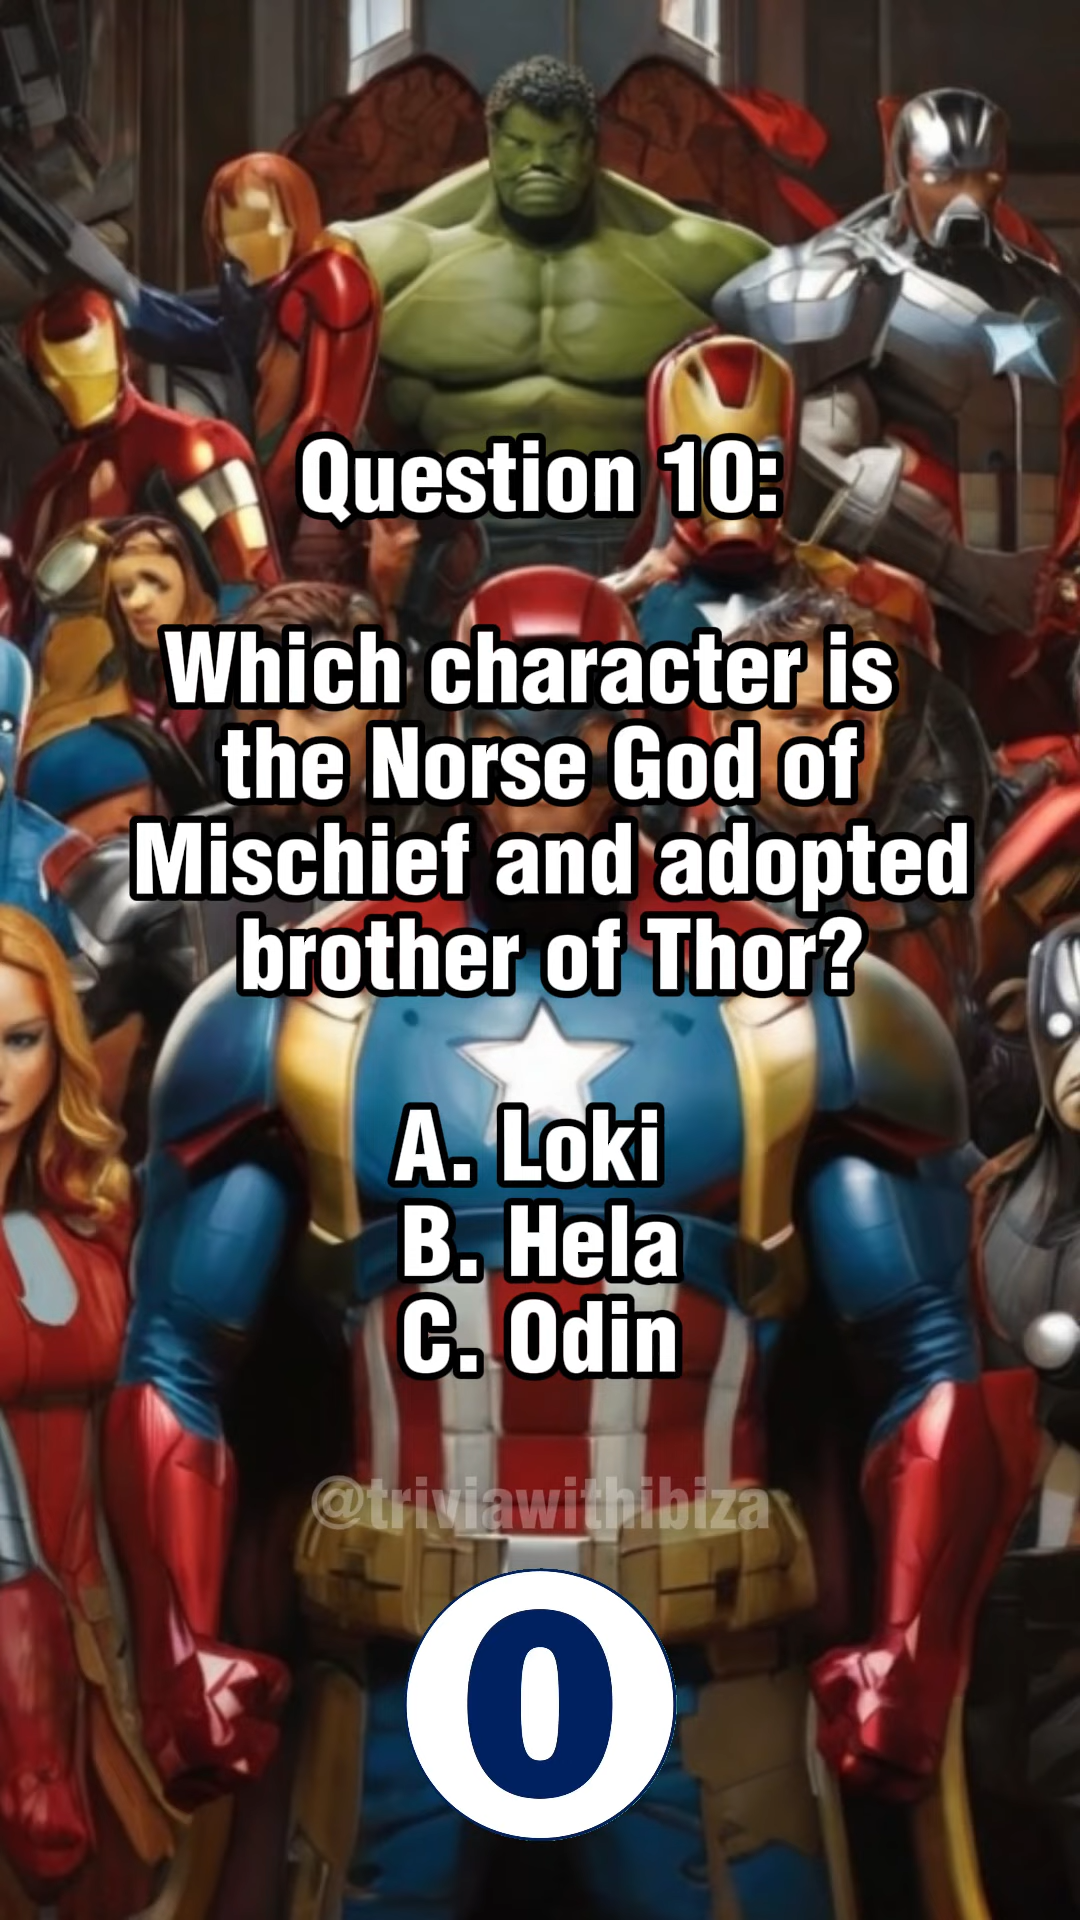 Question 10:
Which character is
the Norse God of
Mischief and adopted
brother of Thor?
A. Loki
B. Hela
C. Odin
@triviawithibiza
0